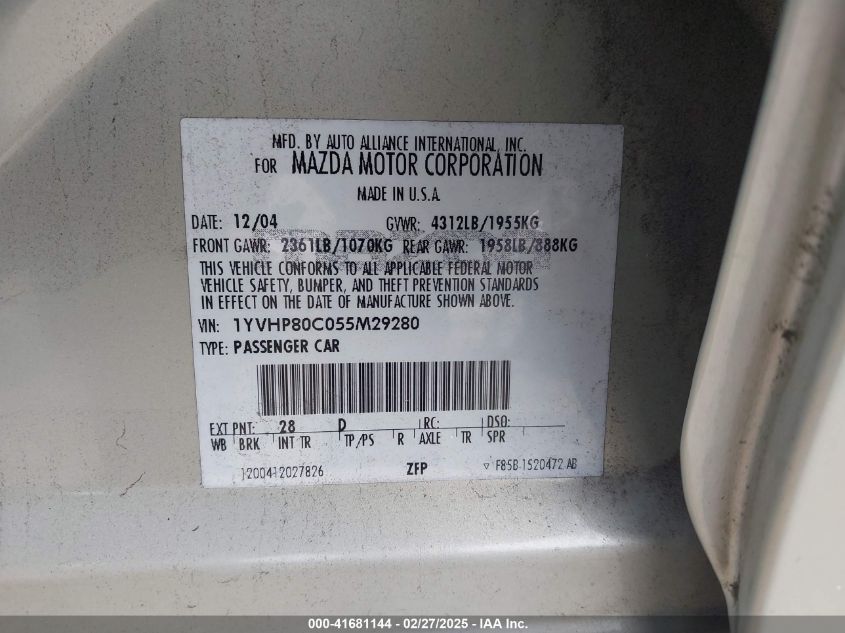 MFD. BY AUTO ALLIANCE INTERNATIONAL, INC.
FOR MAZDA MOTOR CORPORATION
MADE IN U.S.A.
DATE: 12/04 GVWR: 4312LB/1955KG
FRONT GAWR: 2361LB/1070KG REAR GAWR: 1958LB/888KG
THIS VEHICLE CONFORMS TO ALL APPLICABLE FEDERAL MOTOR
VEHICLE SAFETY, BUMPER, AND THEFT PREVENTION STANDARDS
IN EFFECT ON THE DATE OF MANUFACTURE SHOWN ABOVE.
VIN: 1YVHP80C055M29280
TYPE: PASSENGER CAR
EXT PNT: 28 D RC: DSO:
WB BRK INT TR TP/PS R AXLE TR SPR
1200412027826 ZFP F85B-1520472-AB
000-41681144 - 02/27/2025 - IAA Inc.